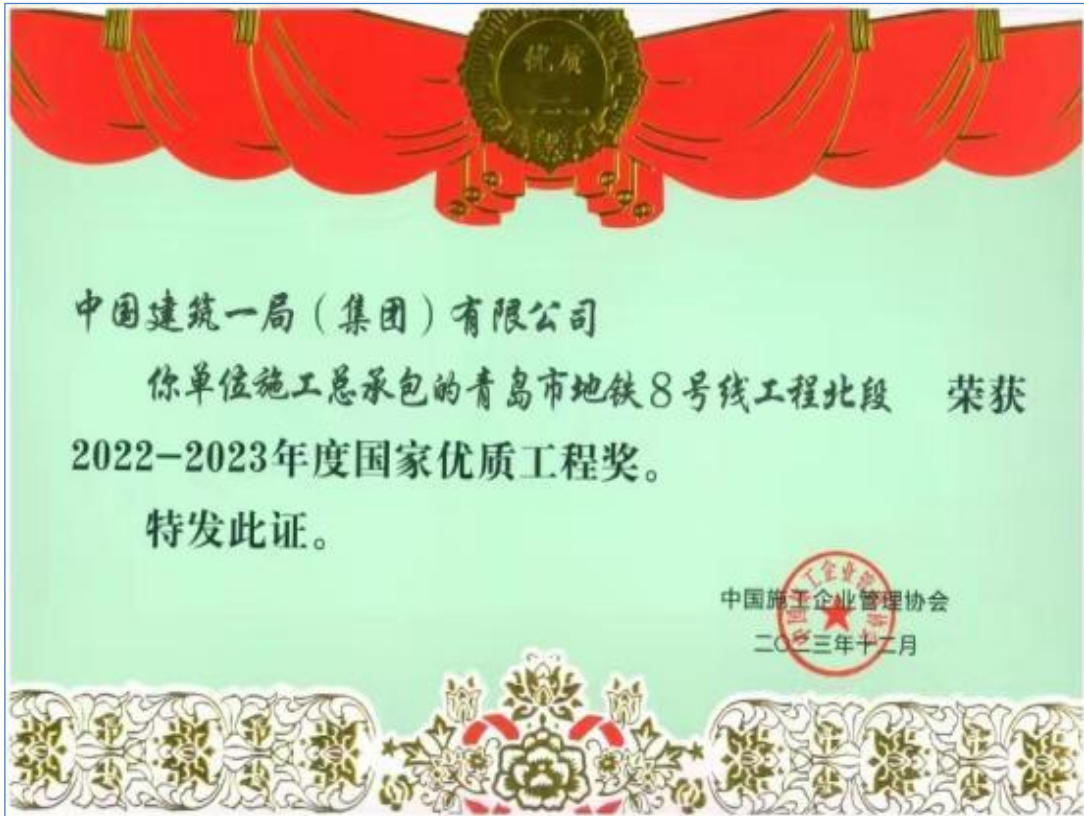 优质
中国建筑一局（集团）有限公司
你单位施工总承包的青岛市地铁8号线工程北段 荣获
2022-2023年度国家优质工程奖。
特发此证。
中国施工企业管理协会
二〇二三年十二月